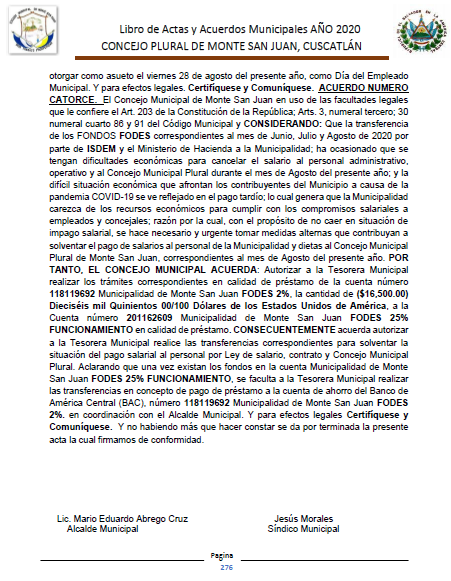 Libro de Actas y Acuerdos Municipales AÑO 2020
CONCEJO PLURAL DE MONTE SAN JUAN, CUSCATLÁN
otorgar como asueto el viernes 28 de agosto del presente año, como Día del Empleado
Municipal. Y para efectos legales. Certifíquese y Comuníquese. ACUERDO NUMERO
CATORCE. El Concejo Municipal de Monte San Juan en uso de las facultades legales
que le confiere el Art. 203 de la Constitución de la República; Arts. 3, numeral tercero; 30
numeral cuarto 86 y 91 del Código Municipal y CONSIDERANDO: Que la transferencia
de los FONDOS FODES correspondientes al mes de Junio, Julio y Agosto de 2020 por
parte de ISDEM y el Ministerio de Hacienda a la Municipalidad; ha ocasionado que se
tengan dificultades económicas para cancelar el salario al personal administrativo,
operativo y al Concejo Municipal Plural durante el mes de Agosto del presente año; y la
difícil situación económica que afrontan los contribuyentes del Municipio a causa de la
pandemia COVID-19 se ve reflejado en el pago tardío; lo cual genera que la Municipalidad
carezca de los recursos económicos para cumplir con los compromisos salariales a
empleados y concejales; razón por la cual, con el propósito de no caer en situación de
impago salarial, se hace necesario y urgente tomar medidas alternas que contribuyan a
solventar el pago de salarios al personal de la Municipalidad y dietas al Concejo Municipal
Plural de Monte San Juan, correspondientes al mes de Agosto del presente año. POR
TANTO, EL CONCEJO MUNICIPAL ACUERDA: Autorizar a la Tesorera Municipal
realizar los trámites correspondientes en calidad de préstamo de la cuenta número
118119692 Municipalidad de Monte San Juan FODES 2%, la cantidad de ($16,500.00)
Dieciséis mil Quinientos 00/100 Dólares de los Estados Unidos de América, a la
Cuenta número 201162609 Municipalidad de Monte San Juan FODES 25%
FUNCIONAMIENTO en calidad de préstamo. CONSECUENTEMENTE acuerda autorizar
a la Tesorera Municipal realice las transferencias correspondientes para solventar la
situación del pago salarial al personal por Ley de salario, contrato y Concejo Municipal
Plural. Aclarando que una vez existan los fondos en la cuenta Municipalidad de Monte
San Juan FODES 25% FUNCIONAMIENTO, se faculta a la Tesorera Municipal realizar
las transferencias en concepto de pago de préstamo a la cuenta de ahorro del Banco de
América Central (BAC), número 118119692 Municipalidad de Monte San Juan FODES
2%. en coordinación con el Alcalde Municipal. Y para efectos legales Certifíquese y
Comuníquese. Y no habiendo más que hacer constar se da por terminada la presente
acta la cual firmamos de conformidad.
Lic. Mario Eduardo Abrego Cruz Jesús Morales
Alcalde Municipal Síndico Municipal
Pagina
276